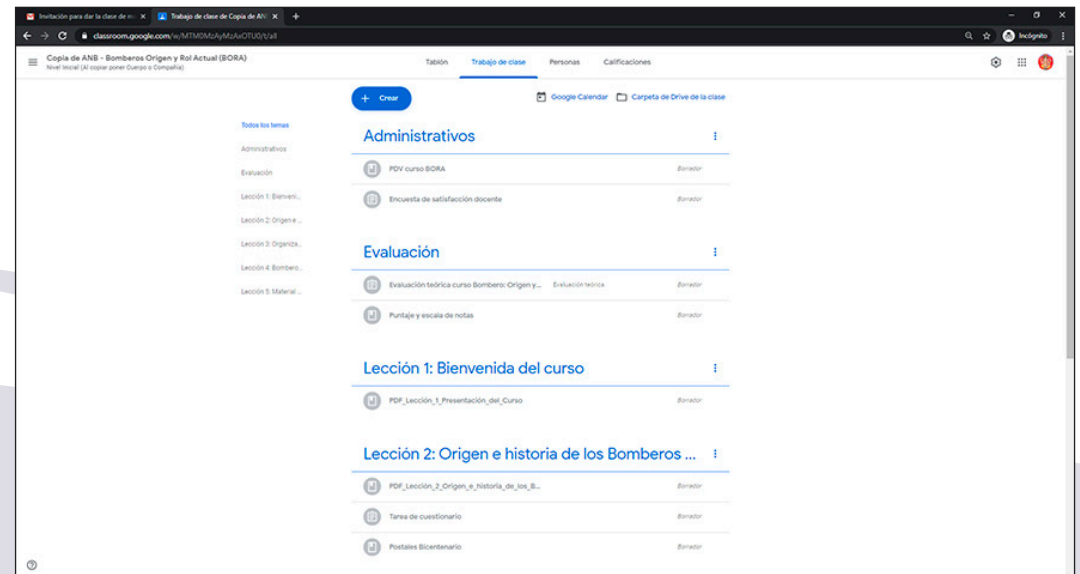 Invitación para dar la clase de m
Trabajo de clase de Copia de AN
classroom.google.com/w/MTM0MzAyMzAxOTU0/t/all
Incógnito
Copia de ANB - Bomberos Origen y Rol Actual (BORA)
Nivel Inicial (Al copiar poner Cuerpo o Compañía)
Tablón
Trabajo de clase
Personas
Calificaciones
+ Crear
Google Calendar
Carpeta de Drive de la clase
Todos los temas
Administrativos
Evaluación
Lección 1: Bienveni...
Lección 2: Origen e ...
Lección 3: Organiza...
Lección 4: Bombero...
Lección 5: Material ...
Administrativos
PDV curso BORA Borrador
Encuesta de satisfacción docente Borrador
Evaluación
Evaluación teórica curso Bombero: Origen y... Evaluación teórica Borrador
Puntaje y escala de notas Borrador
Lección 1: Bienvenida del curso
PDF_Lección_1_Presentación_del_Curso Borrador
Lección 2: Origen e historia de los Bomberos ...
PDF_Lección_2_Origen_e_historia_de_los_B... Borrador
Tarea de cuestionario Borrador
Postales Bicentenario Borrador